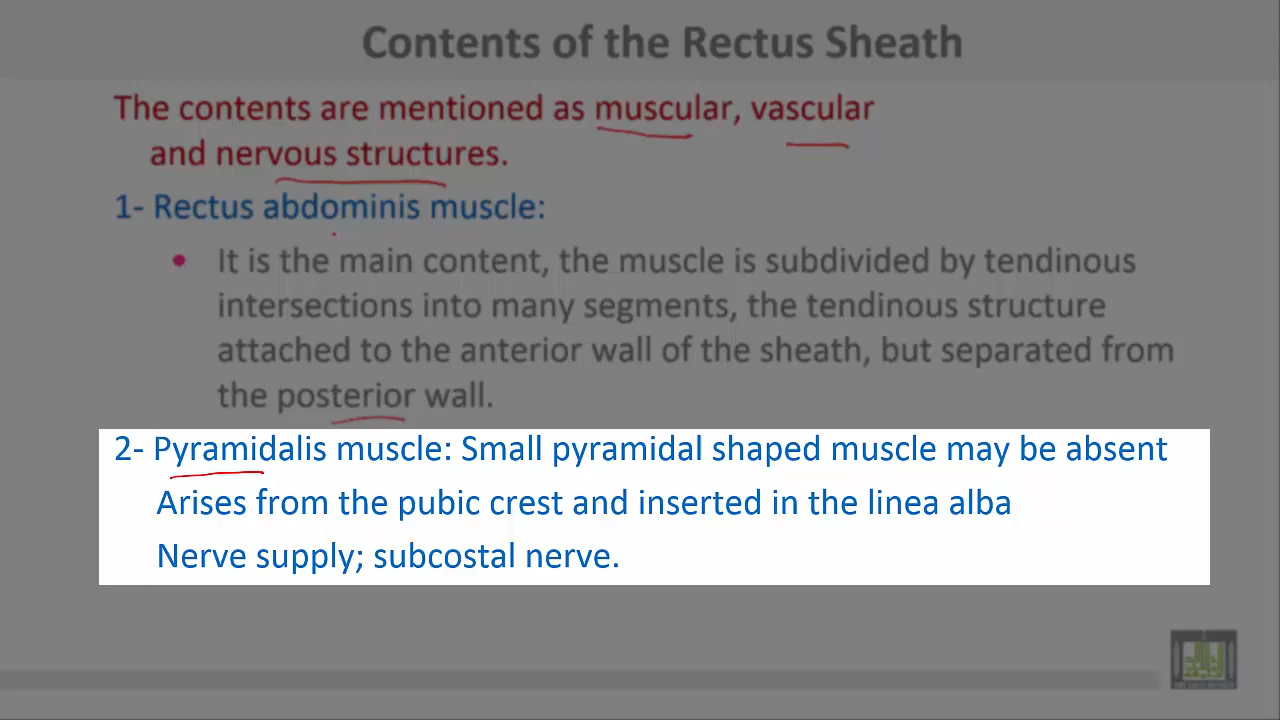 Contents of the Rectus Sheath
The contents are mentioned as muscular, vascular
and nervous structures.
1- Rectus abdominis muscle:
• It is the main content, the muscle is subdivided by tendinous
intersections into many segments, the tendinous structure
attached to the anterior wall of the sheath, but separated from
the posterior wall.
2- Pyramidalis muscle: Small pyramidal shaped muscle may be absent
Arises from the pubic crest and inserted in the linea alba
Nerve supply; subcostal nerve.